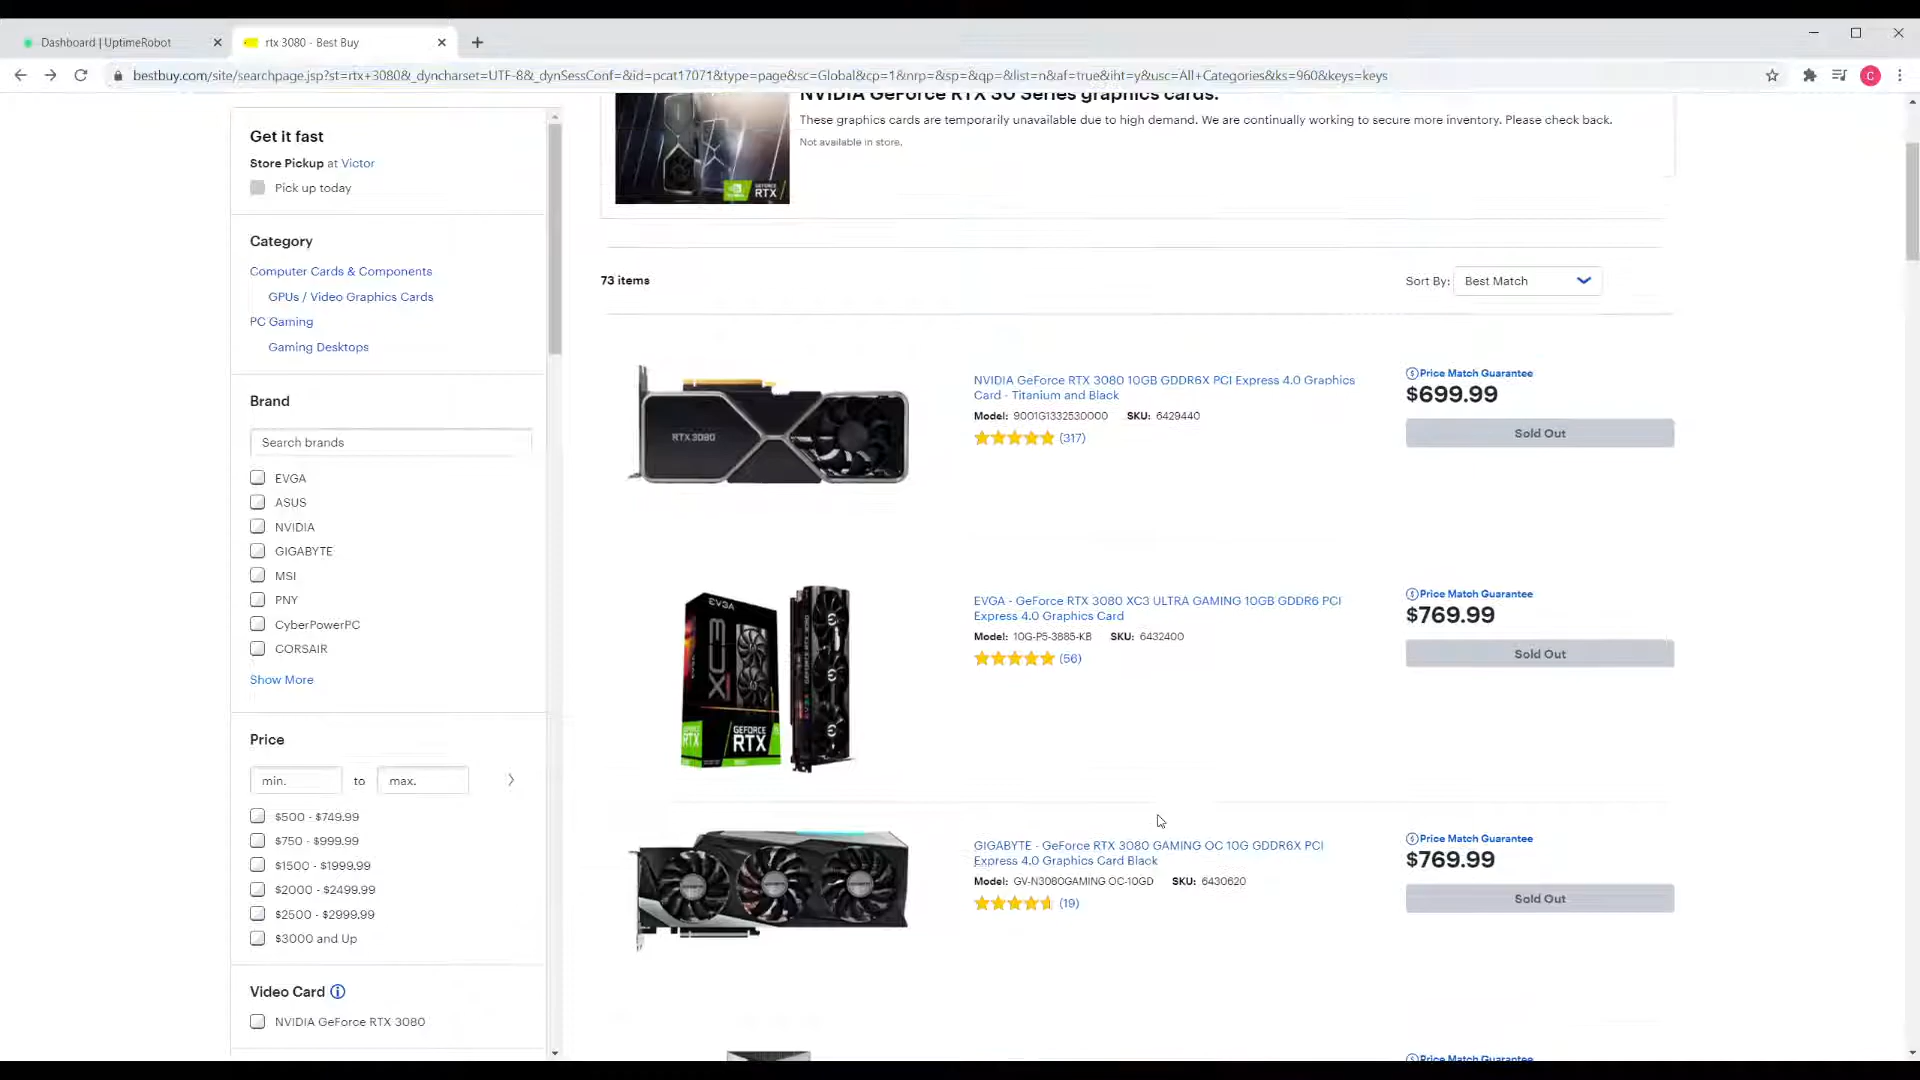 Dashboard | UptimeRobot
rtx 3080 - Best Buy
bestbuy.com/site/searchpage.jsp?st=rtx+3080&_dyncharset=UTF-8&_dynSessConf=&id=pcat17071&type=page&sc=Global&cp=1&nrp=&sp=&qp=&list=n&af=true&iht=y&usc=All+Categories&ks=960&keys=keys
C
NVIDIA GeForce RTX 30 Series graphics cards.
These graphics cards are temporarily unavailable due to high demand. We are continually working to secure more inventory. Please check back.
Not available in store.
GEFORCE
RTX
Get it fast
Store Pickup at Victor
Pick up today
Category
Computer Cards & Components
GPUs / Video Graphics Cards
PC Gaming
Gaming Desktops
Brand
Search brands
EVGA
ASUS
NVIDIA
GIGABYTE
MSI
PNY
CyberPowerPC
CORSAIR
Show More
Price
min. to max.
$500 - $749.99
$750 - $999.99
$1500 - $1999.99
$2000 - $2499.99
$2500 - $2999.99
$3000 and Up
Video Card
NVIDIA GeForce RTX 3080
73 items
Sort By: Best Match
RTX 3080
NVIDIA GeForce RTX 3080 10GB GDDR6X PCI Express 4.0 Graphics
Card - Titanium and Black
Model: 9001G1332530000 SKU: 6429440
(317)
Price Match Guarantee
$699.99
Sold Out
EVGA
XC3
GEFORCE
RTX
RTX
EVGA - GeForce RTX 3080 XC3 ULTRA GAMING 10GB GDDR6 PCI
Express 4.0 Graphics Card
Model: 10G-P5-3885-KB SKU: 6432400
(56)
Price Match Guarantee
$769.99
Sold Out
GIGABYTE - GeForce RTX 3080 GAMING OC 10G GDDR6X PCI
Express 4.0 Graphics Card Black
Model: GV-N3080GAMING OC-10GD SKU: 6430620
(19)
Price Match Guarantee
$769.99
Sold Out
Price Match Guarantee